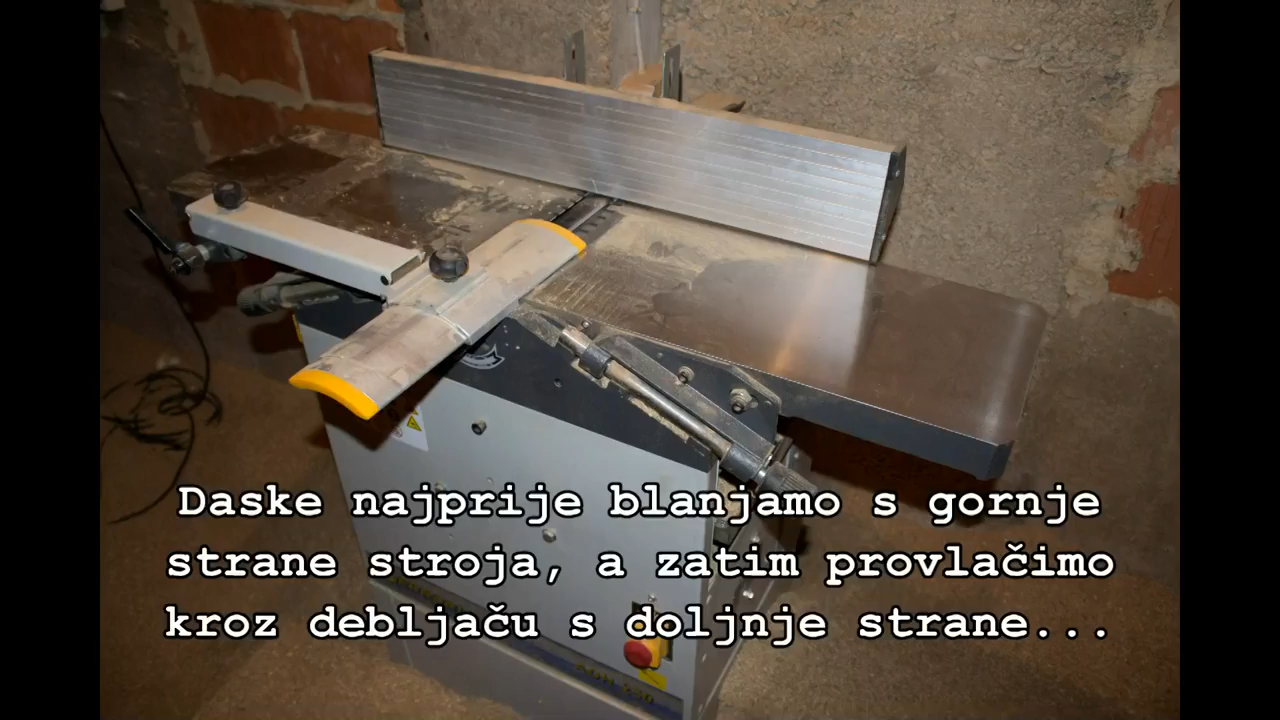 Daske najprije blanjamo s gornje
strane stroja, a zatim provlačimo
kroz debljaču s doljnje strane...